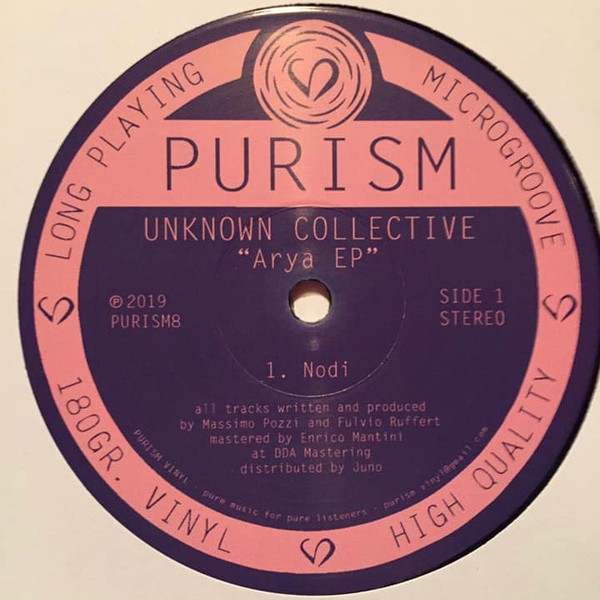 LONG PLAYING
MICROGROOVE
PURISM
UNKNOWN COLLECTIVE
“Arya EP”
℗ 2019
PURISM8
SIDE 1
STEREO
1. Nodi
all tracks written and produced
by Massimo Pozzi and Fulvio Ruffert
mastered by Enrico Mantini
at DDA Mastering
distributed by Juno
PURISM VINYL - pure music for pure listeners - purism vinyl@gmail com
180GR. VINYL
HIGH QUALITY